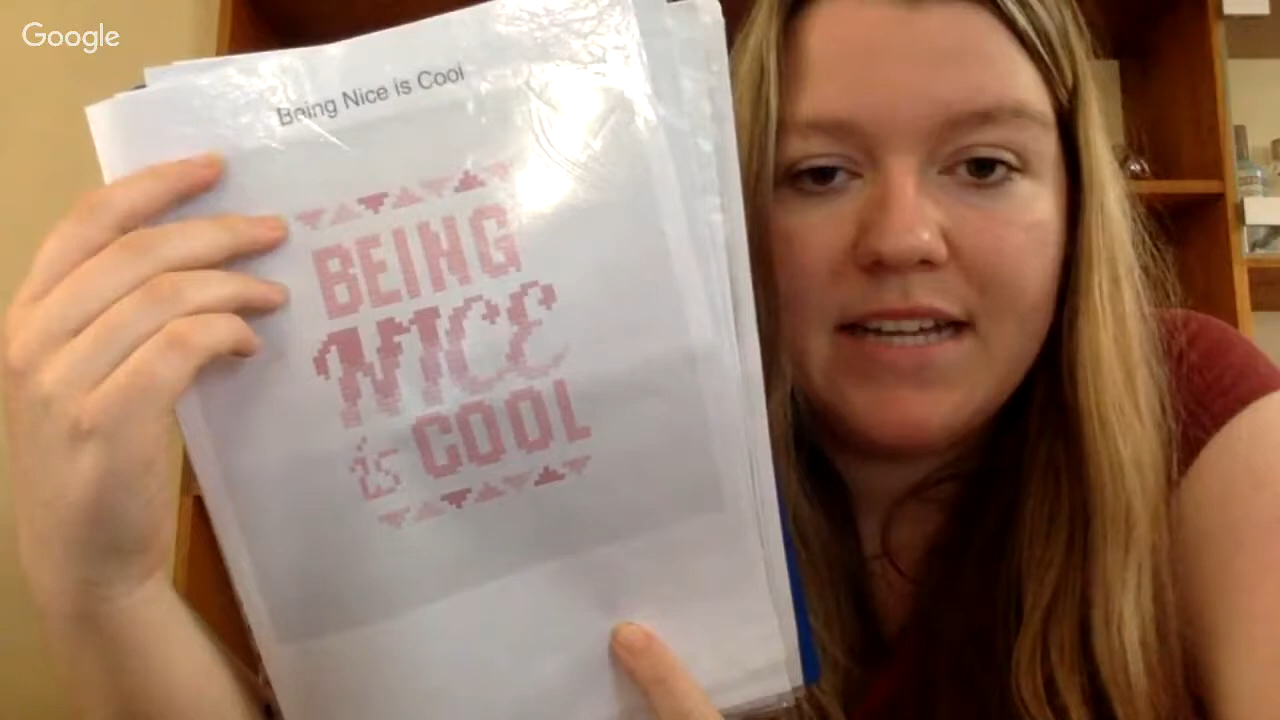 Google
Being Nice is Cool
BEING
NICE
is COOL